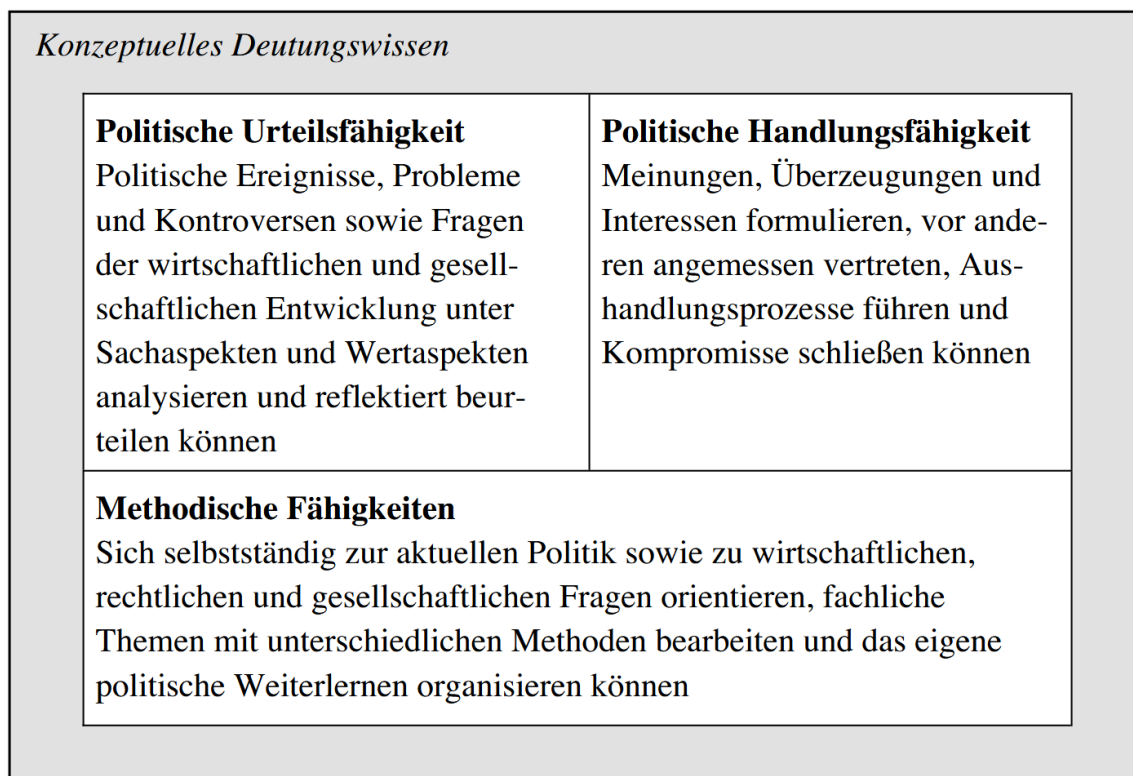 Konzeptuelles Deutungswissen
Politische Urteilsfähigkeit
Politische Ereignisse, Probleme
und Kontroversen sowie Fragen
der wirtschaftlichen und gesell-
schaftlichen Entwicklung unter
Sachaspekten und Wertaspekten
analysieren und reflektiert beur-
teilen können
Politische Handlungsfähigkeit
Meinungen, Überzeugungen und
Interessen formulieren, vor ande-
ren angemessen vertreten, Aus-
handlungsprozesse führen und
Kompromisse schließen können
Methodische Fähigkeiten
Sich selbstständig zur aktuellen Politik sowie zu wirtschaftlichen,
rechtlichen und gesellschaftlichen Fragen orientieren, fachliche
Themen mit unterschiedlichen Methoden bearbeiten und das eigene
politische Weiterlernen organisieren können